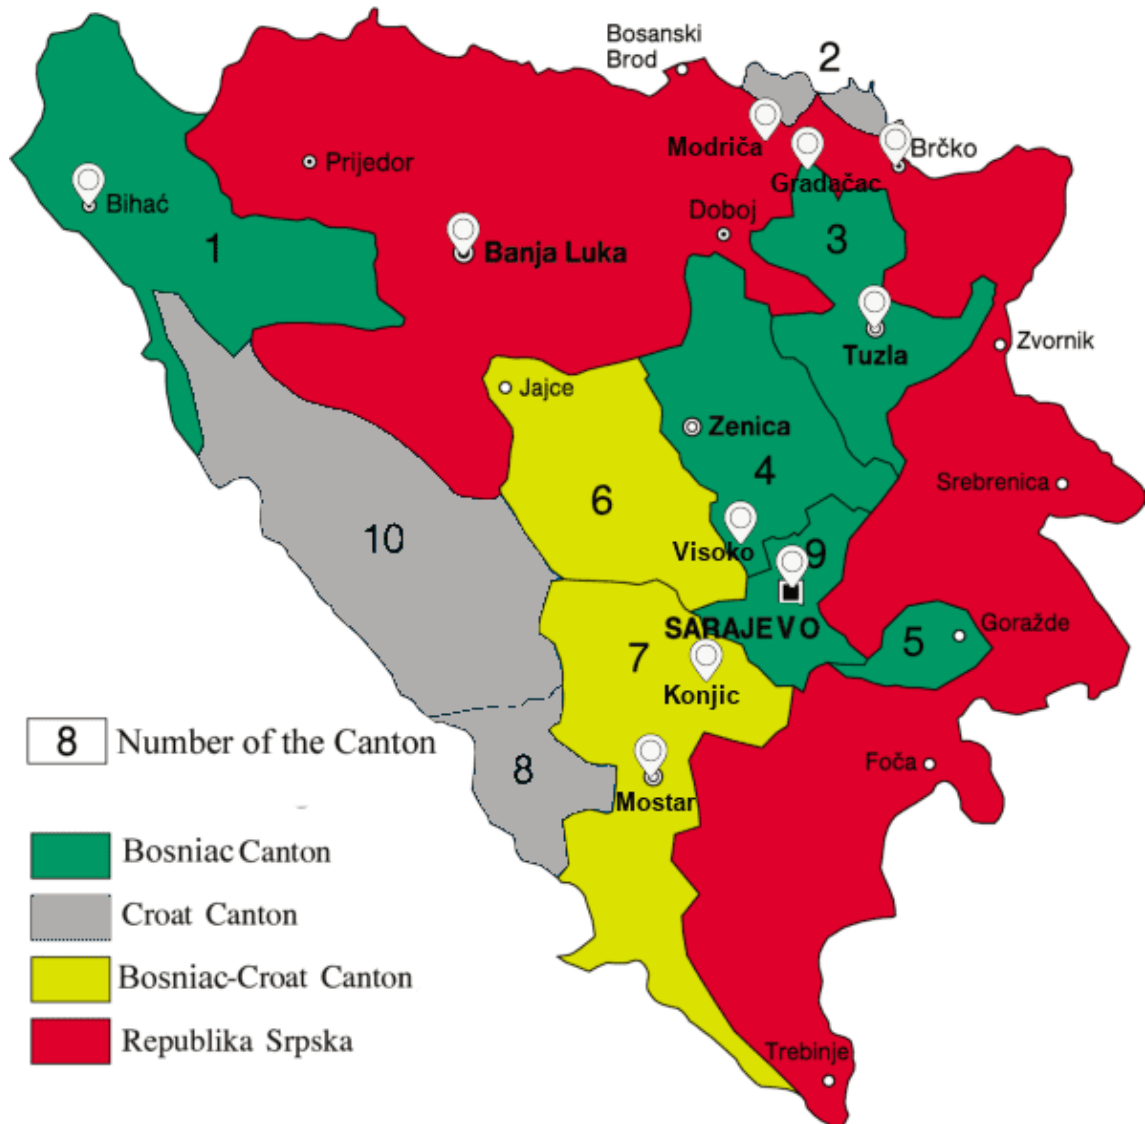 Bosanski
Brod
2
Modriča
Brčko
Gradačac
Prijedor
Bihać
Doboj
1
3
Banja Luka
Tuzla
Zvornik
Jajce
Zenica
4
Srebrenica
6
10
Visoko
9
SARAJEVO
Goražde
5
7
Konjic
8
Number of the Canton
8
Foča
Mostar
Bosniac Canton
Croat Canton
Bosniac-Croat Canton
Republika Srpska
Trebinje